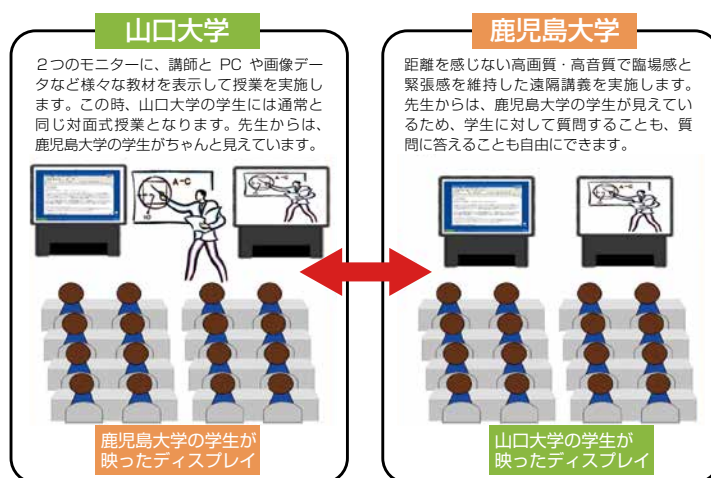 山口大学
２つのモニターに、講師と PC や画像デー
タなど様々な教材を表示して授業を実施し
ます。この時、山口大学の学生には通常と
同じ対面式授業となります。先生からは、
鹿児島大学の学生がちゃんと見えています。
A-C
A-C
鹿児島大学の学生が
映ったディスプレイ
鹿児島大学
距離を感じない高画質・高音質で臨場感と
緊張感を維持した遠隔講義を実施します。
先生からは、鹿児島大学の学生が見えてい
るため、学生に対して質問することも、質
問に答えることも自由にできます。
A-C
山口大学の学生が
映ったディスプレイ